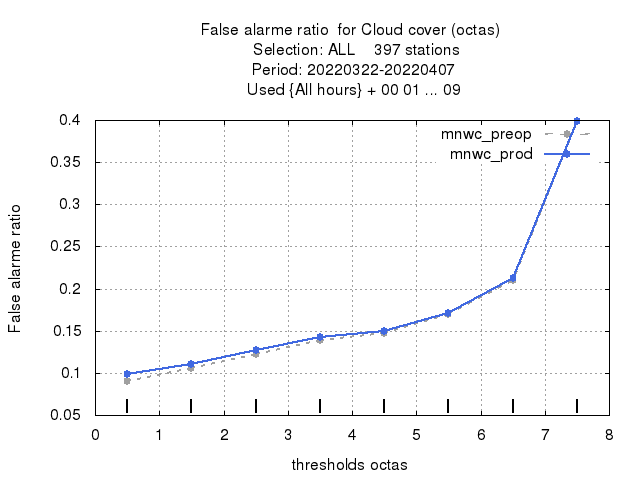 False alarme ratio  for Cloud cover (octas)
Selection: ALL    397 stations
Period: 20220322-20220407
Used {All hours} + 00 01 ... 09
mnwc_preop
mnwc_prod
0.4
0.35
0.3
0.25
0.2
0.15
0.1
0.05
False alarme ratio
0 1 2 3 4 5 6 7 8
thresholds octas